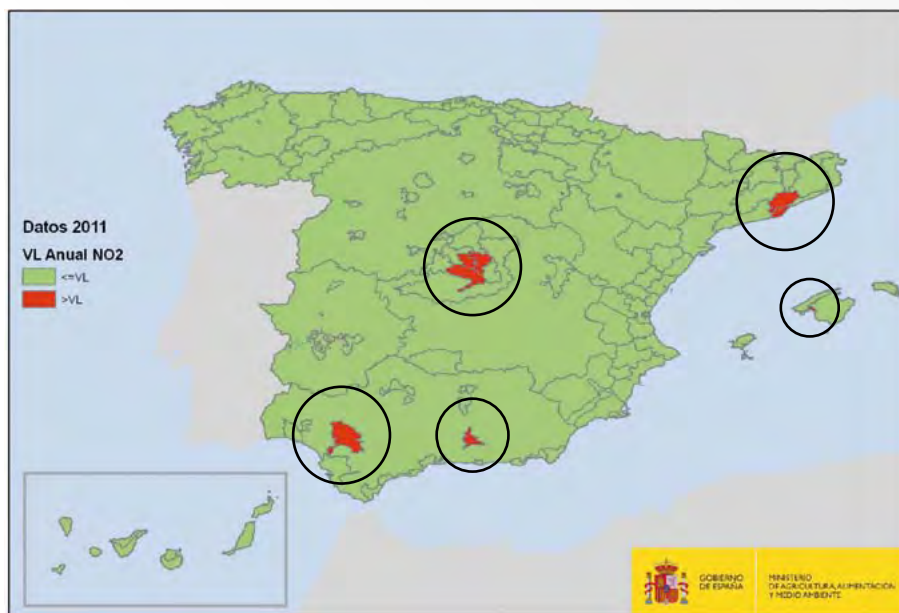 Datos 2011
VL Anual NO2
<=VL
>VL
GOBIERNO
DE ESPAÑA
MINISTERIO
DE AGRICULTURA, ALIMENTACIÓN
Y MEDIO AMBIENTE